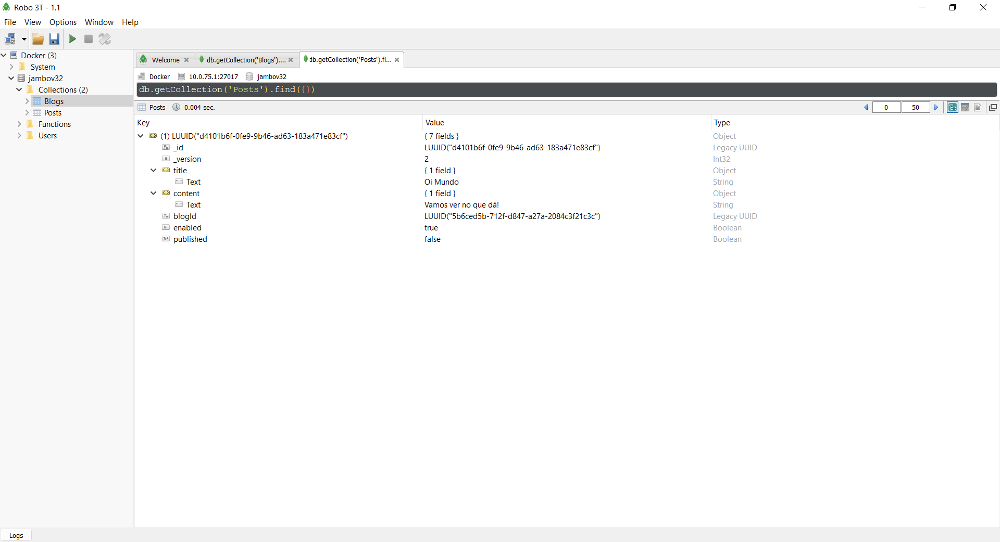 Robo 3T - 1.1
File View Options Window Help
Docker (3)
System
jambov32
Collections (2)
Blogs
Posts
Functions
Users
Welcome db.getCollection('Blogs').... db.getCollection('Posts').fi...
Docker 10.0.75.1:27017 jambov32
db.getCollection('Posts').find({})
Posts 0.004 sec. 0 50
Key Value Type
(1) LUUID("d4101b6f-0fe9-9b46-ad63-183a471e83cf") { 7 fields } Object
_id LUUID("d4101b6f-0fe9-9b46-ad63-183a471e83cf") Legacy UUID
_version 2 Int32
title { 1 field } Object
Text Oi Mundo String
content { 1 field } Object
Text Vamos ver no que dá! String
blogId LUUID("5b6ced5b-712f-d847-a27a-2084c3f21c3c") Legacy UUID
enabled true Boolean
published false Boolean
Logs